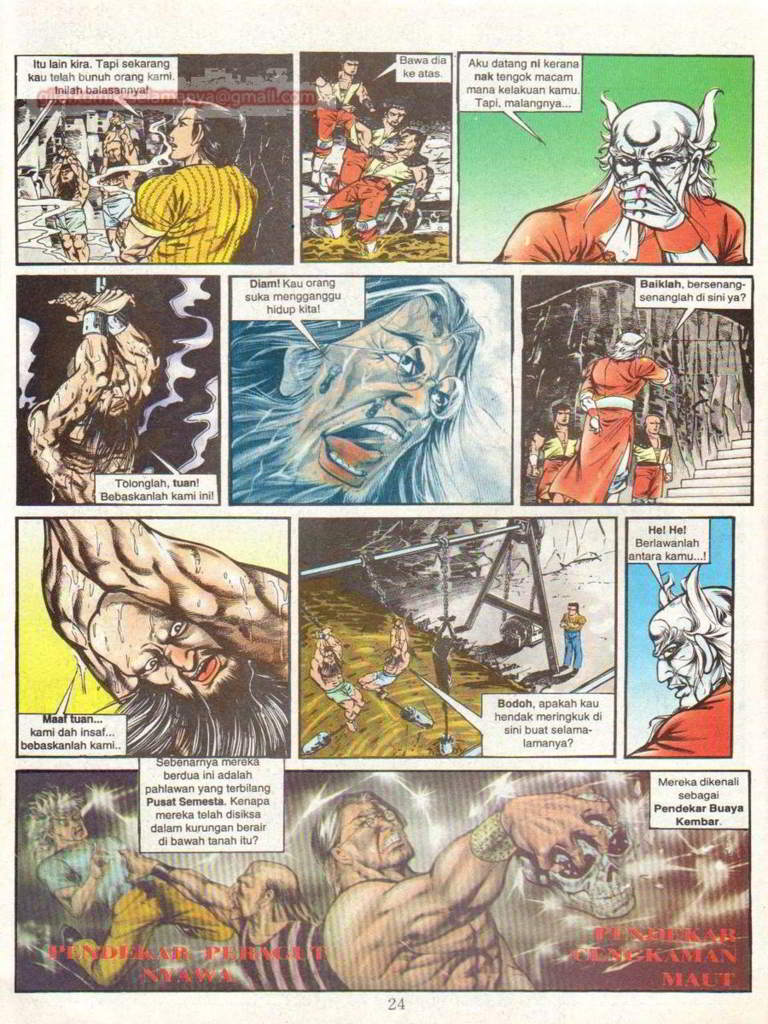 Itu lain kira. Tapi sekarang
kau telah bunuh orang kami.
Inilah balasannya!
Bawa dia
ke atas.
Aku datang ni kerana
nak tengok macam
mana kelakuan kamu.
Tapi, malangnya...
Tolonglah, tuan!
Bebaskanlah kami ini!
Diam! Kau orang
suka mengganggu
hidup kita!
Baiklah, bersenang-
senanglah di sini ya?
Maaf tuan...
kami dah insaf...
bebaskanlah kami..
Bodoh, apakah kau
hendak meringkuk di
sini buat selama-
lamanya?
He! He!
Berlawanlah
antara kamu...!
Sebenarnya mereka
berdua ini adalah
pahlawan yang terbilang
Pusat Semesta. Kenapa
mereka telah disiksa
dalam kurungan berair
di bawah tanah itu?
Mereka dikenali
sebagai
Pendekar Buaya
Kembar.
PENDEKAR PERAGUT
NYAWA
PENDEKAR
CENGKAMAN
MAUT
24